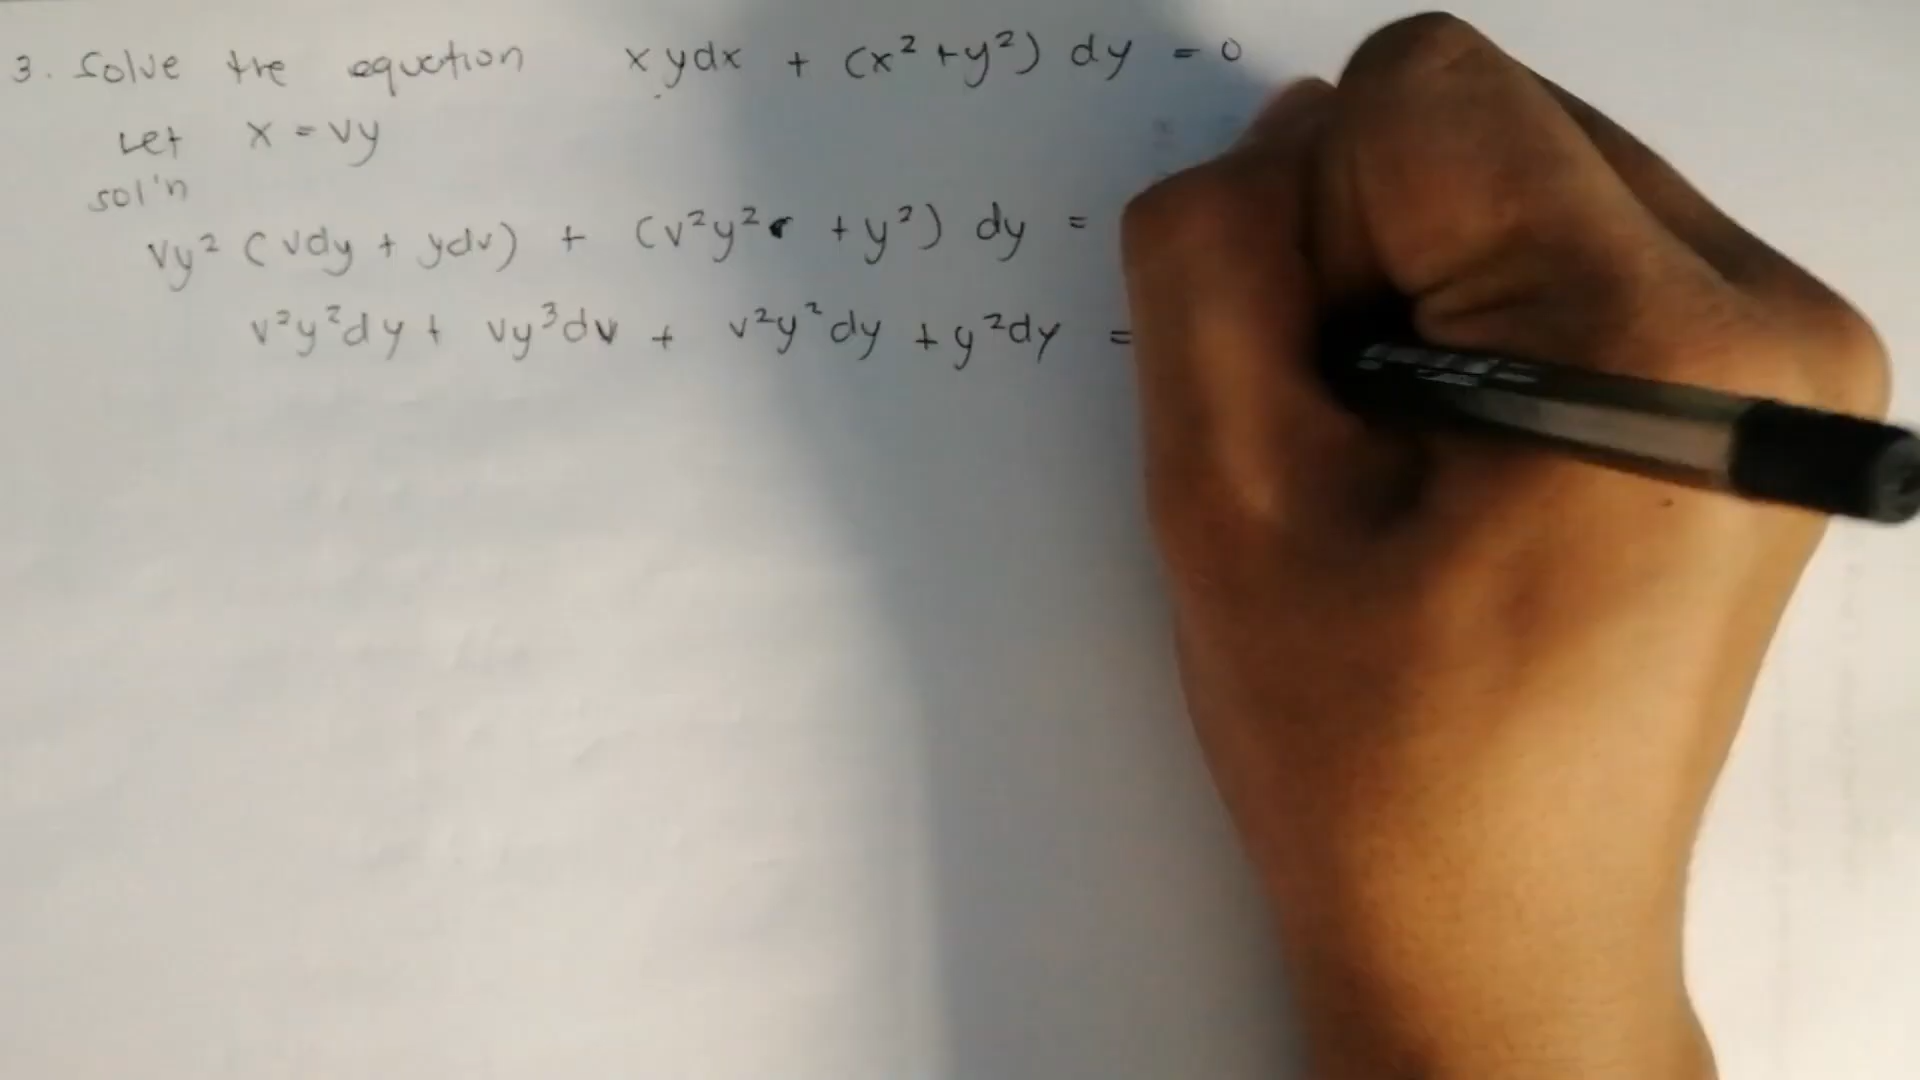 3. Solve the equation xydx + (x²+y²) dy = 0
Let x = vy
sol'n
vy² (vdy + ydv) + (v²y² + y²) dy =
v²y²dy + vy³dv + v²y²dy + y²dy =